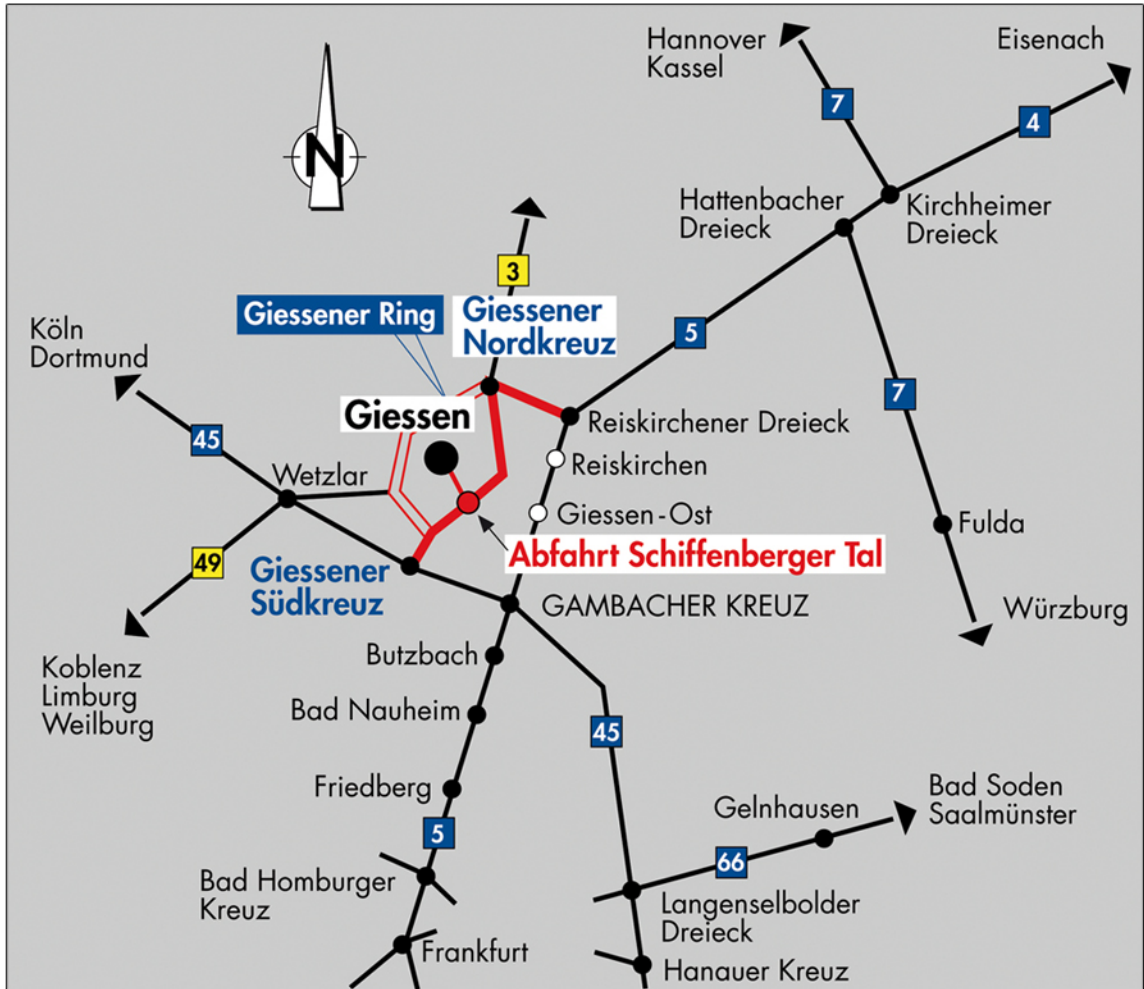 Hannover
Kassel
Eisenach
7
4
N
Hattenbacher
Dreieck
Kirchheimer
Dreieck
3
Giessener Ring
Giessener
Nordkreuz
Köln
Dortmund
5
7
Giessen
Reiskirchener Dreieck
45
Wetzlar
Reiskirchen
Giessen-Ost
Fulda
49
Giessener
Südkreuz
Abfahrt Schiffenberger Tal
GAMBACHER KREUZ
Würzburg
Koblenz
Limburg
Weilburg
Butzbach
Bad Nauheim
45
Friedberg
Gelnhausen
Bad Soden
Saalmünster
5
66
Bad Homburger
Kreuz
Langenselbolder
Dreieck
Frankfurt
Hanauer Kreuz